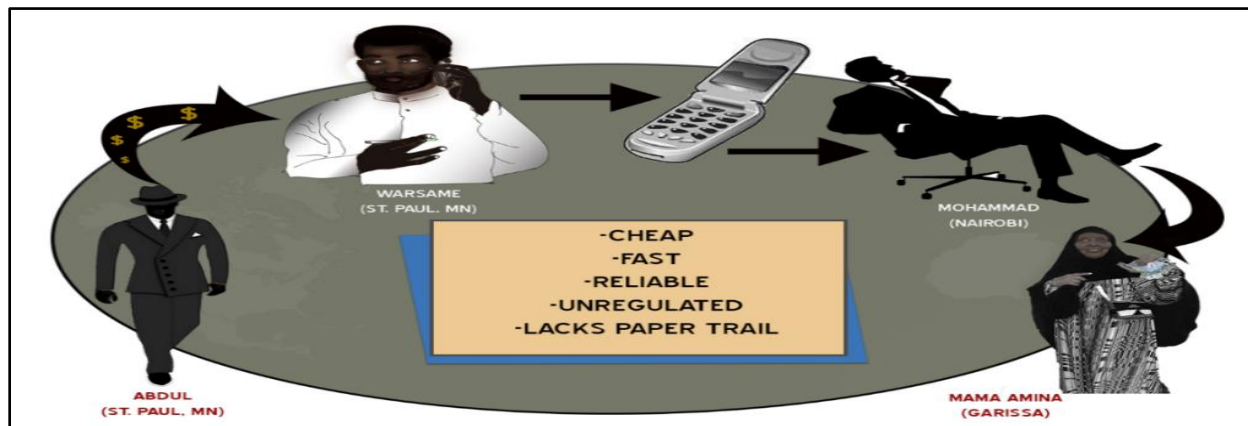 $
$
$
WARSAME
(ST. PAUL, MN)
MOHAMMAD
(NAIROBI)
-CHEAP
-FAST
-RELIABLE
-UNREGULATED
-LACKS PAPER TRAIL
ABDUL
(ST. PAUL, MN)
MAMA AMINA
(GARISSA)